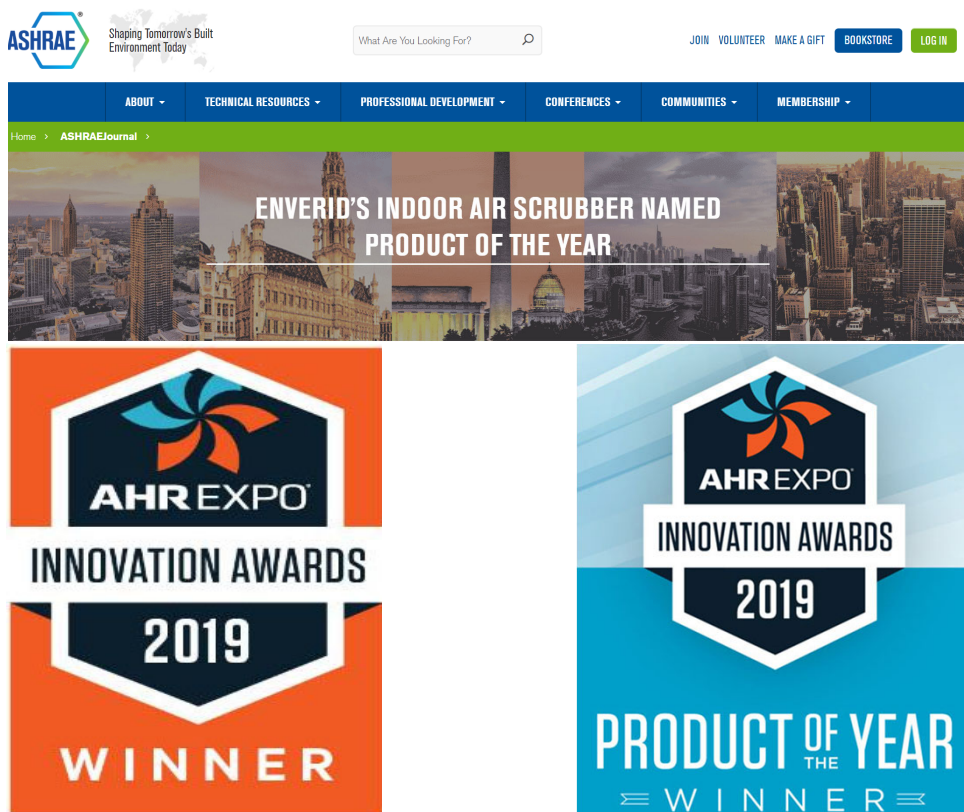 ASHRAE®
Shaping Tomorrow's Built
Environment Today
What Are You Looking For?
JOIN VOLUNTEER MAKE A GIFT BOOKSTORE LOG IN
ABOUT TECHNICAL RESOURCES PROFESSIONAL DEVELOPMENT CONFERENCES COMMUNITIES MEMBERSHIP
Home > ASHRAEJournal >
ENVERID'S INDOOR AIR SCRUBBER NAMED
PRODUCT OF THE YEAR
AHR EXPO®
INNOVATION AWARDS
2019
WINNER
AHR EXPO®
INNOVATION AWARDS
2019
PRODUCT OF THE YEAR
WINNER